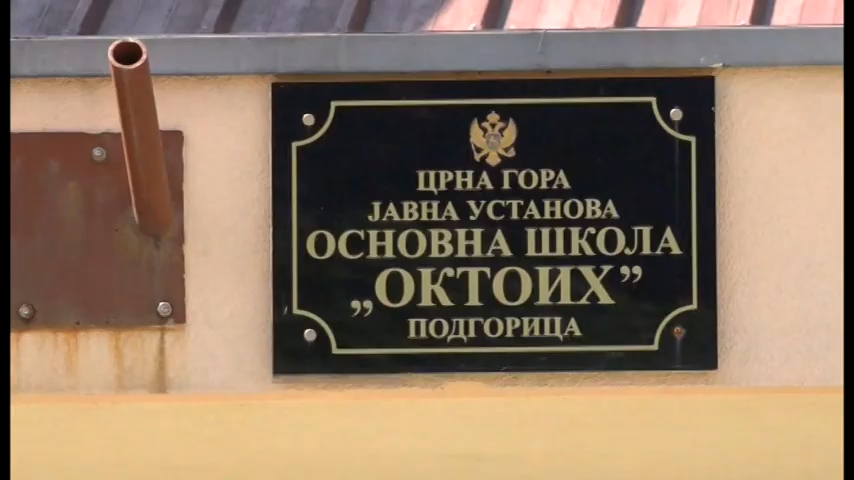 ЦРНА ГОРА
ЈАВНА УСТАНОВА
ОСНОВНА ШКОЛА
„ОКТОИХ”
ПОДГОРИЦА